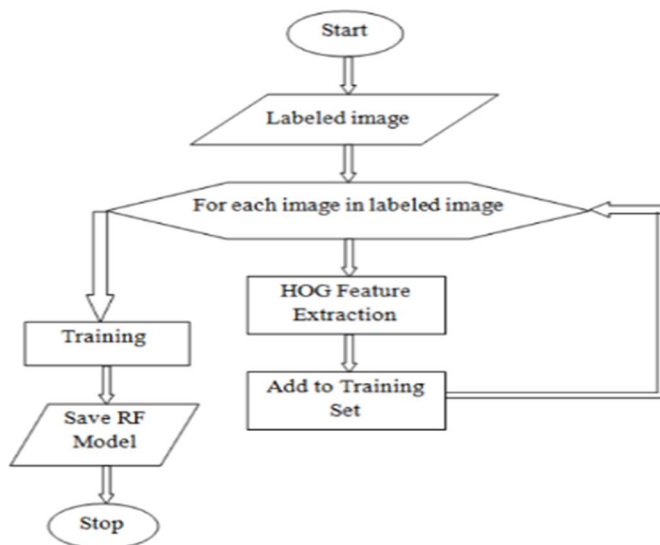 Start
Labeled image
For each image in labeled image
HOG Feature
Extraction
Add to Training
Set
Training
Save RF
Model
Stop